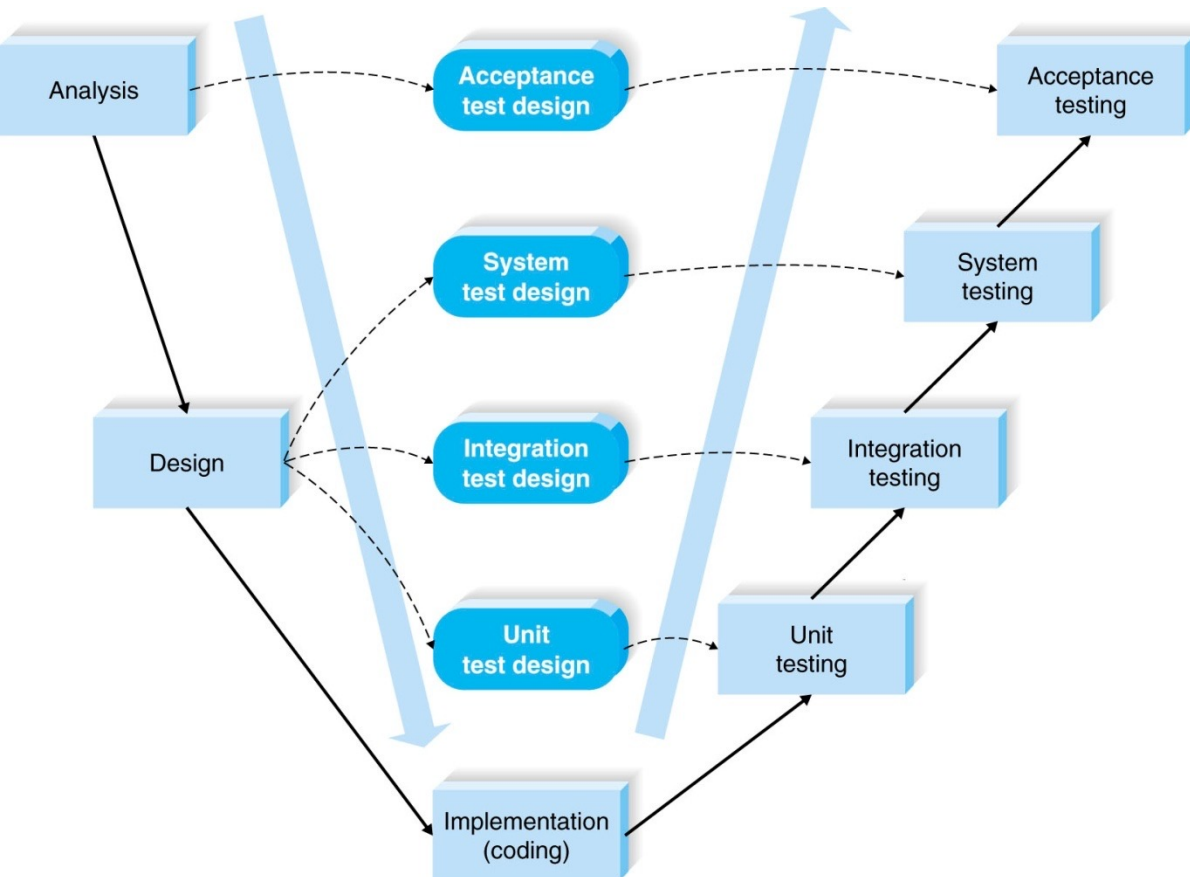 Analysis
Acceptance
test design
Acceptance
testing
System
test design
System
testing
Design
Integration
test design
Integration
testing
Unit
test design
Unit
testing
Implementation
(coding)